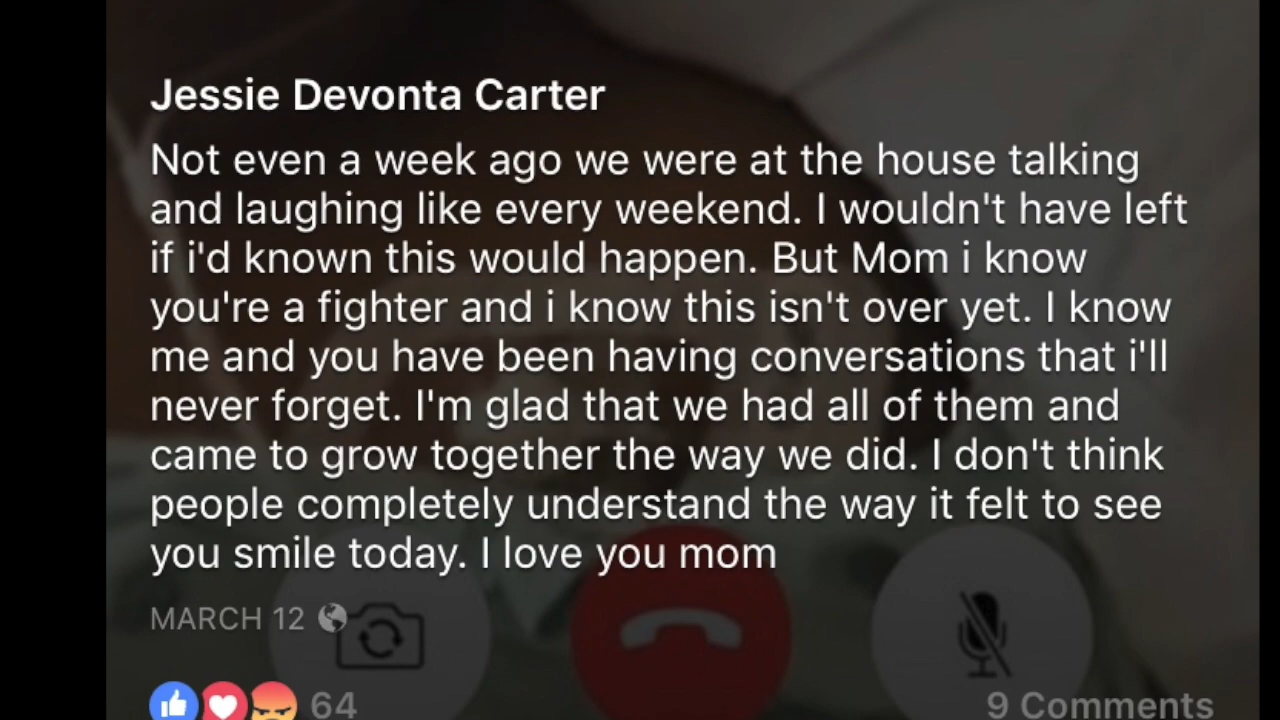 Jessie Devonta Carter
Not even a week ago we were at the house talking
and laughing like every weekend. I wouldn't have left
if i'd known this would happen. But Mom i know
you're a fighter and i know this isn't over yet. I know
me and you have been having conversations that i'll
never forget. I'm glad that we had all of them and
came to grow together the way we did. I don't think
people completely understand the way it felt to see
you smile today. I love you mom
MARCH 12
64 9 Comments